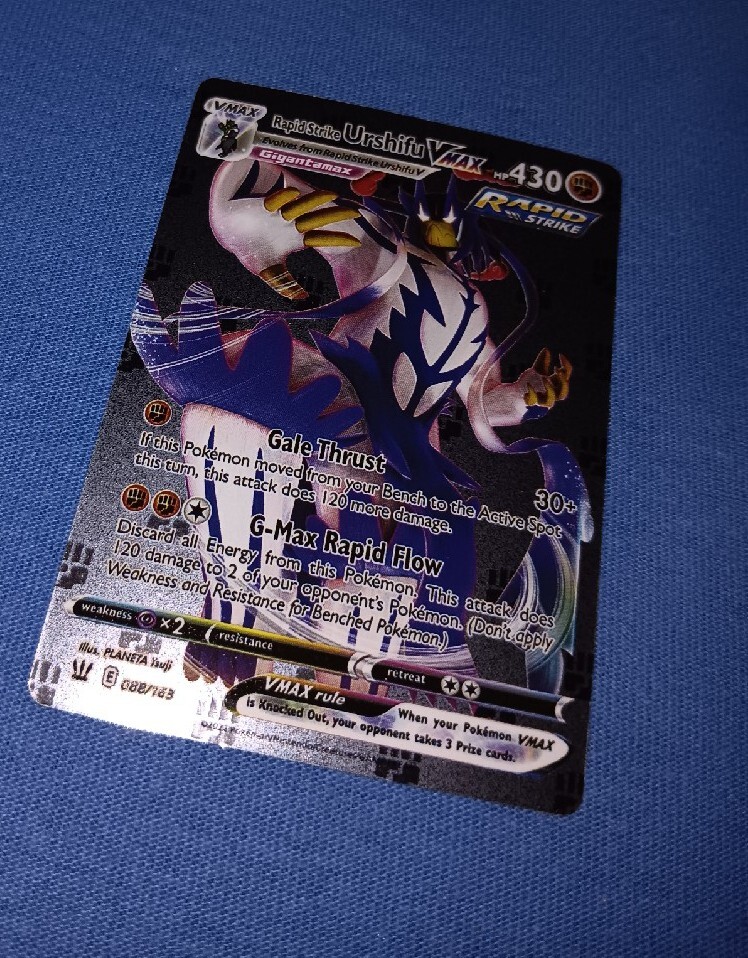 VMAX
Rapid Strike Urshifu VMAX HP 430
Evolves from Rapid Strike Urshifu V
Gigantamax
RAPID
STRIKE
Gale Thrust 30+
If this Pokémon moved from your Bench to the Active Spot
this turn, this attack does 120 more damage.
G-Max Rapid Flow
Discard all Energy from this Pokémon. This attack does
120 damage to 2 of your opponent's Pokémon. (Don't apply
Weakness and Resistance for Benched Pokémon.)
weakness ×2 resistance retreat
Illus. PLANETA Tsuji
E 088/163
VMAX rule When your Pokémon VMAX
is Knocked Out, your opponent takes 3 Prize cards.